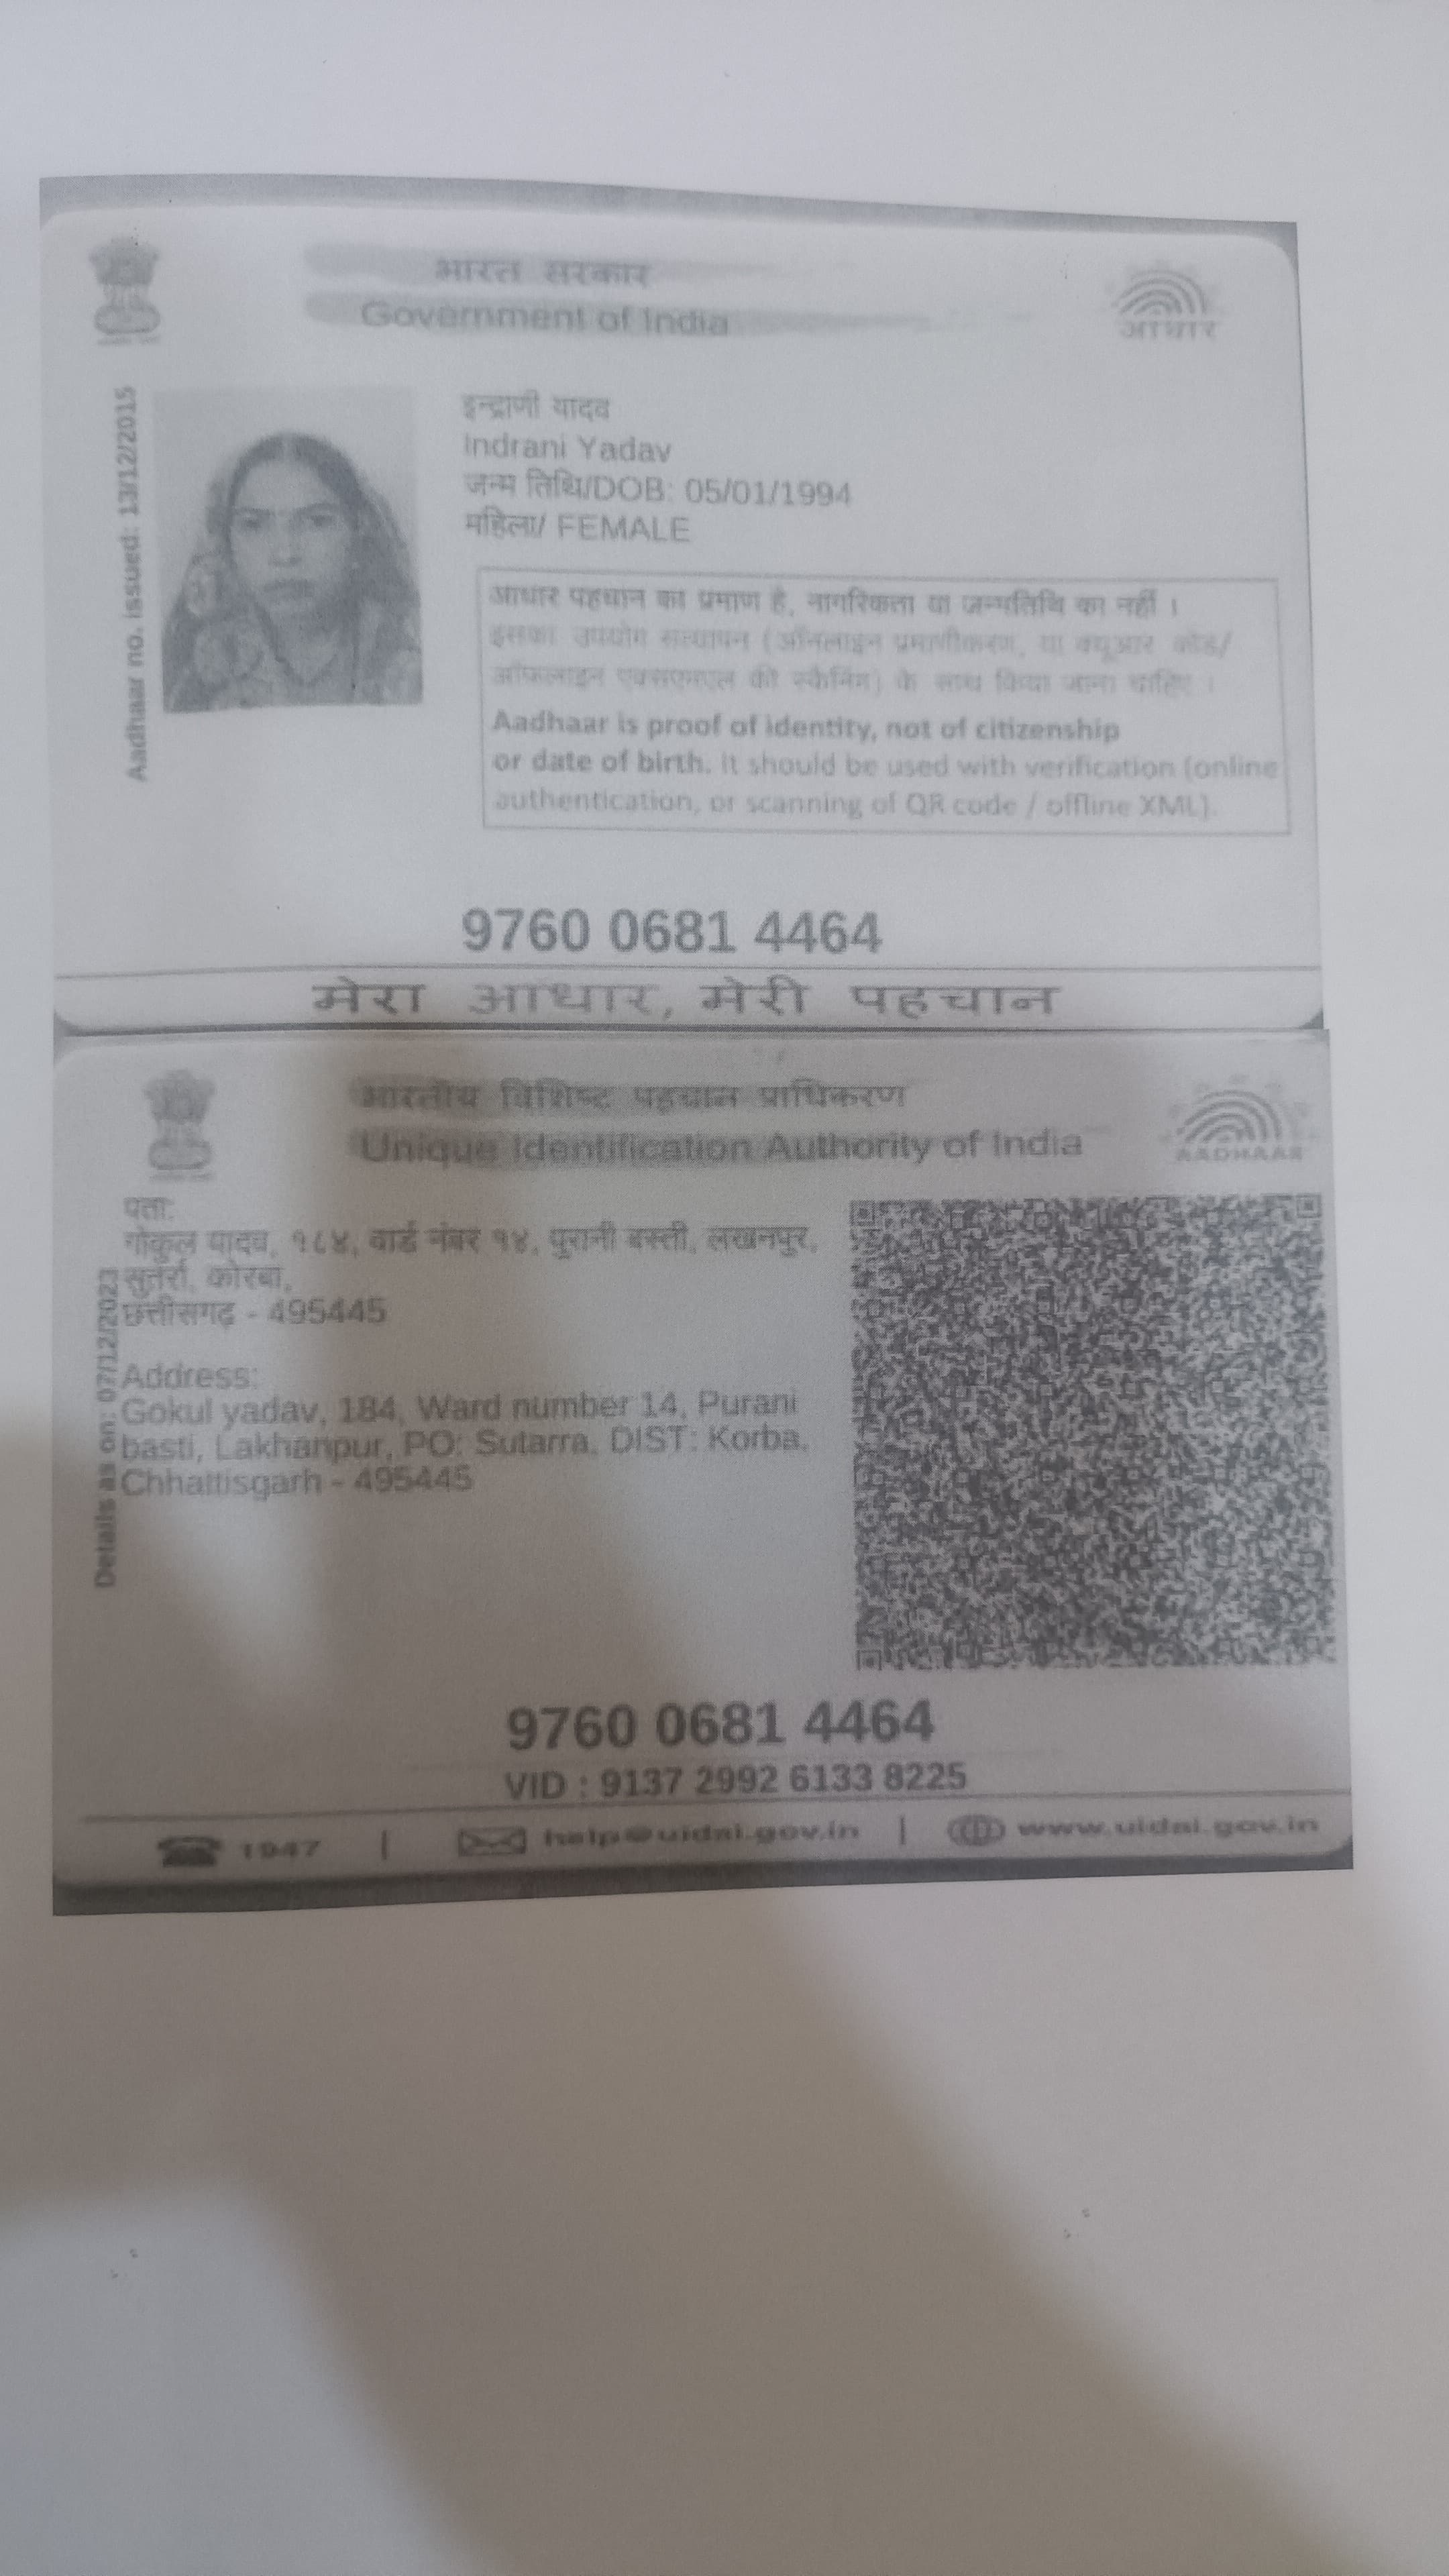 भारत सरकार
Government of India
आधार
Aadhaar no. issued: 13/12/2015
इन्द्राणी यादव
Indrani Yadav
जन्म तिथि/DOB: 05/01/1994
महिला/ FEMALE
आधार पहचान का प्रमाण है, नागरिकता या जन्मतिथि का नहीं ।
इसका उपयोग सत्यापन (ऑनलाइन प्रमाणीकरण, या क्यूआर कोड/
ऑफलाइन एक्सएमएल की स्कैनिंग) के साथ किया जाना चाहिए ।
Aadhaar is proof of identity, not of citizenship
or date of birth. It should be used with verification (online
authentication, or scanning of QR code / offline XML).
9760 0681 4464
मेरा आधार, मेरी पहचान
भारतीय विशिष्ट पहचान प्राधिकरण
Unique Identification Authority of India
AADHAAR
Details as on: 07/12/2023
पता:
गोकुल यादव, १८४, वार्ड नंबर १४, पुरानी बस्ती, लखनपुर,
सुतर्रा, कोरबा,
छत्तीसगढ़ - 495445
Address:
Gokul yadav, 184, Ward number 14, Purani
basti, Lakhanpur, PO: Sutarra, DIST: Korba,
Chhattisgarh - 495445
9760 0681 4464
VID : 9137 2992 6133 8225
1947 | help@uidai.gov.in | www.uidai.gov.in